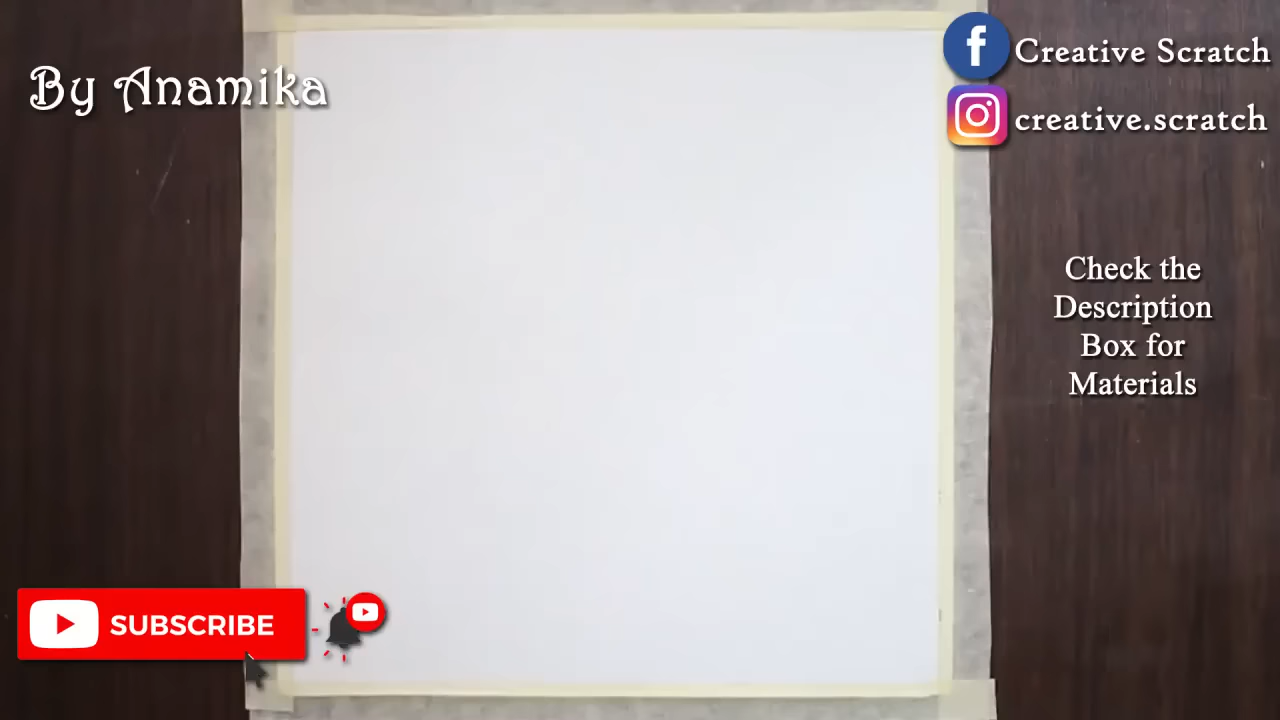 By Anamika
Creative Scratch
creative.scratch
Check the
Description
Box for
Materials
SUBSCRIBE